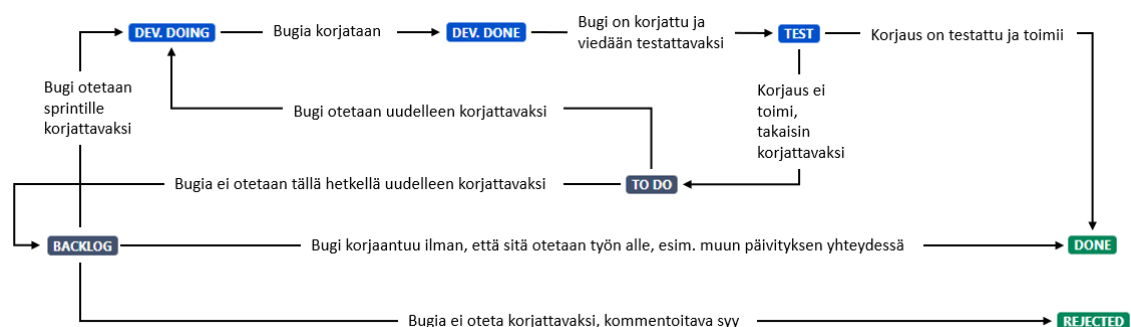 DEV. DOING
Bugia korjataan
DEV. DONE
Bugi on korjattu ja
viedään testattavaksi
TEST
Korjaus on testattu ja toimii
Bugi otetaan
sprintille
korjattavaksi
Bugi otetaan uudelleen korjattavaksi
Korjaus ei
toimi,
takaisin
korjattavaksi
Bugia ei otetaan tällä hetkellä uudelleen korjattavaksi
TO DO
BACKLOG
Bugi korjaantuu ilman, että sitä otetaan työn alle, esim. muun päivityksen yhteydessä
DONE
Bugia ei oteta korjattavaksi, kommentoitava syy
REJECTED